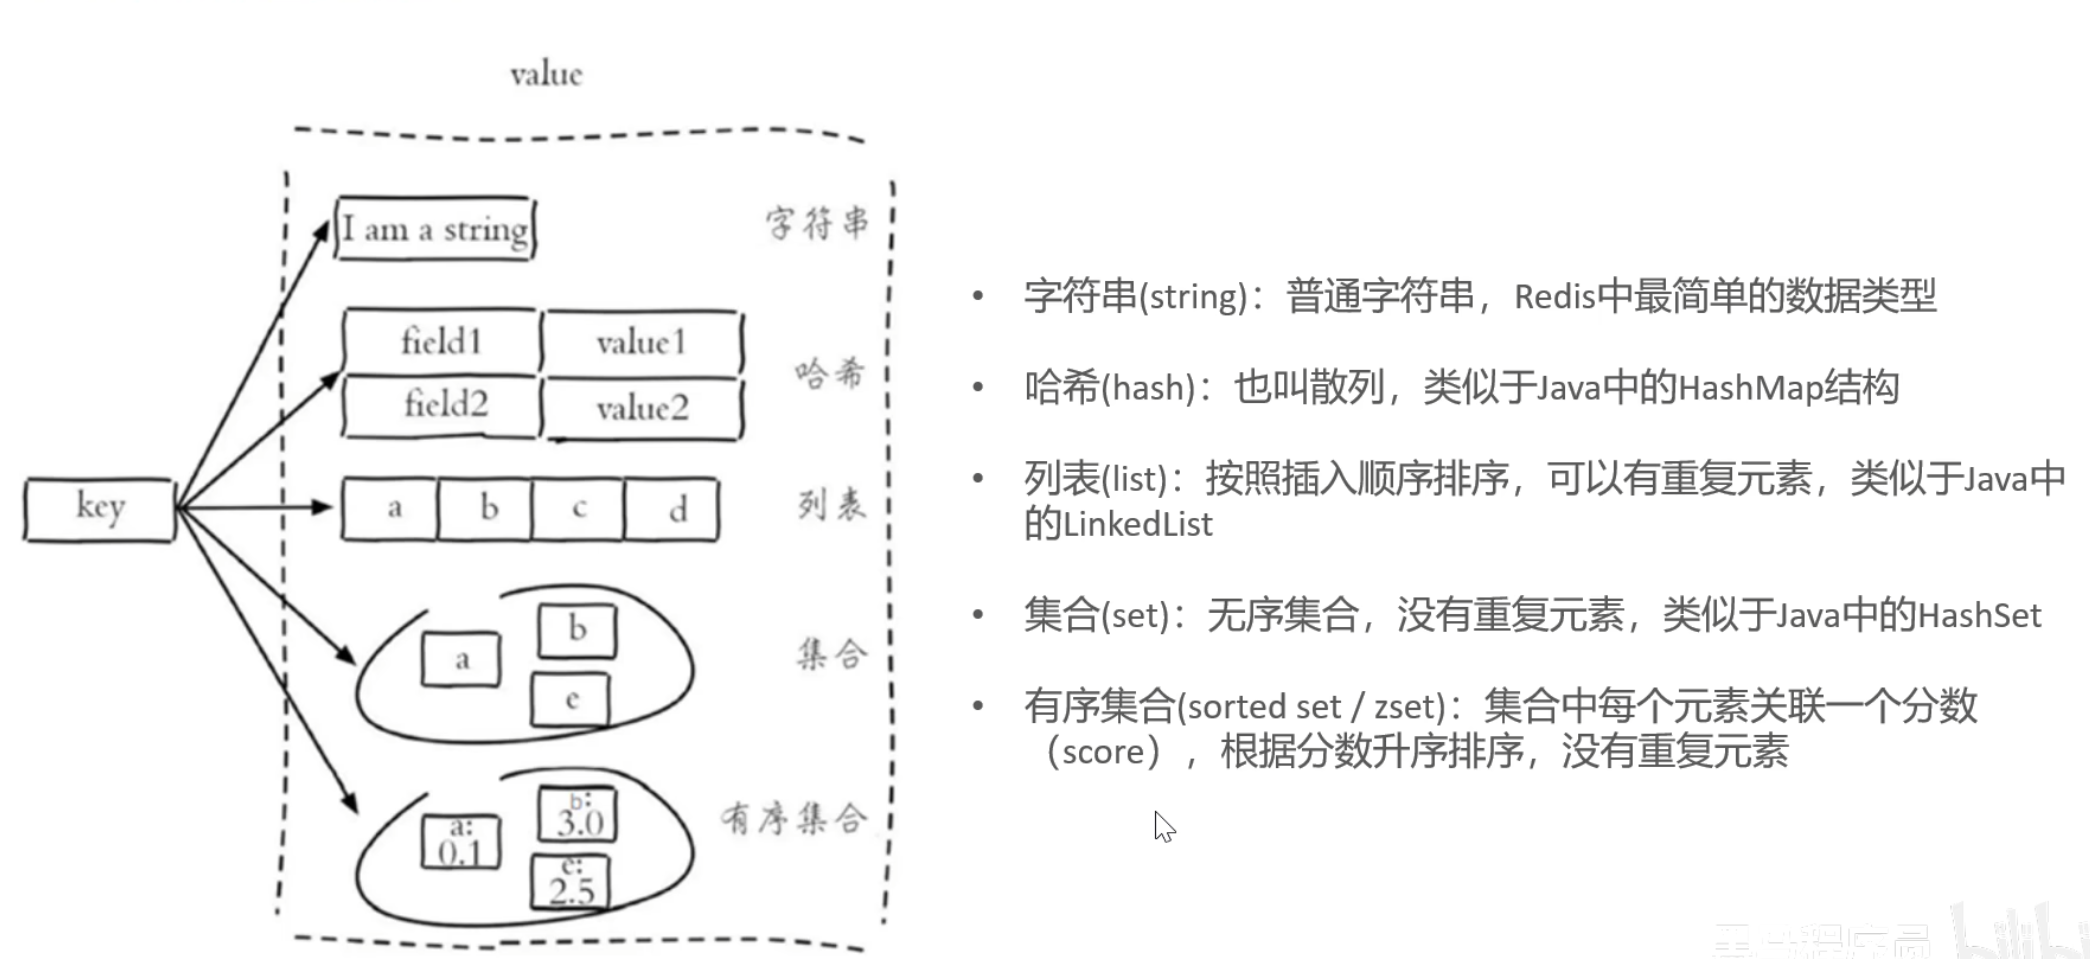 value
I am a string
字符串
field1
value1
哈希
field2
value2
key
a
b
c
d
列表
a
b
e
集合
a:
0.1
b:
3.0
e:
2.5
有序集合
• 字符串(string)：普通字符串，Redis中最简单的数据类型
• 哈希(hash)：也叫散列，类似于Java中的HashMap结构
• 列表(list)：按照插入顺序排序，可以有重复元素，类似于Java中
的LinkedList
• 集合(set)：无序集合，没有重复元素，类似于Java中的HashSet
• 有序集合(sorted set / zset)：集合中每个元素关联一个分数
（score），根据分数升序排序，没有重复元素
程序员
bilibili